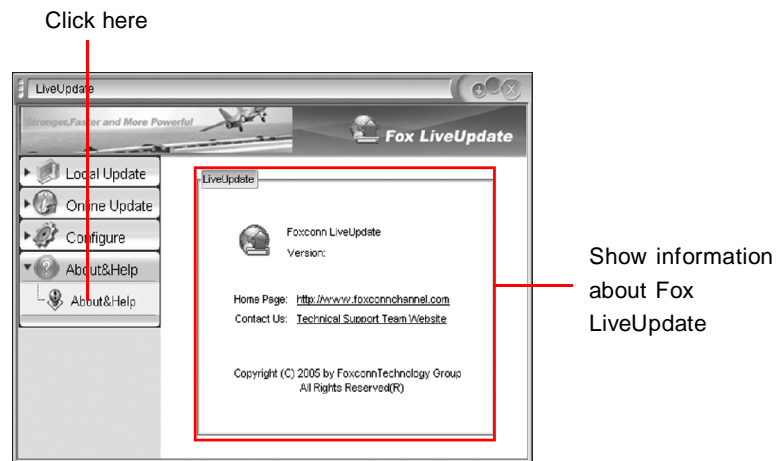 Click here
LiveUpdate
Stronger,Faster and More Powerful
Fox LiveUpdate
Local Update
Online Update
Configure
About&Help
About&Help
LiveUpdate
Foxconn LiveUpdate
Version:
Home Page: http://www.foxconnchannel.com
Contact Us: Technical Support Team Website
Copyright (C) 2005 by FoxconnTechnology Group
All Rights Reserved(R)
Show information
about Fox
LiveUpdate